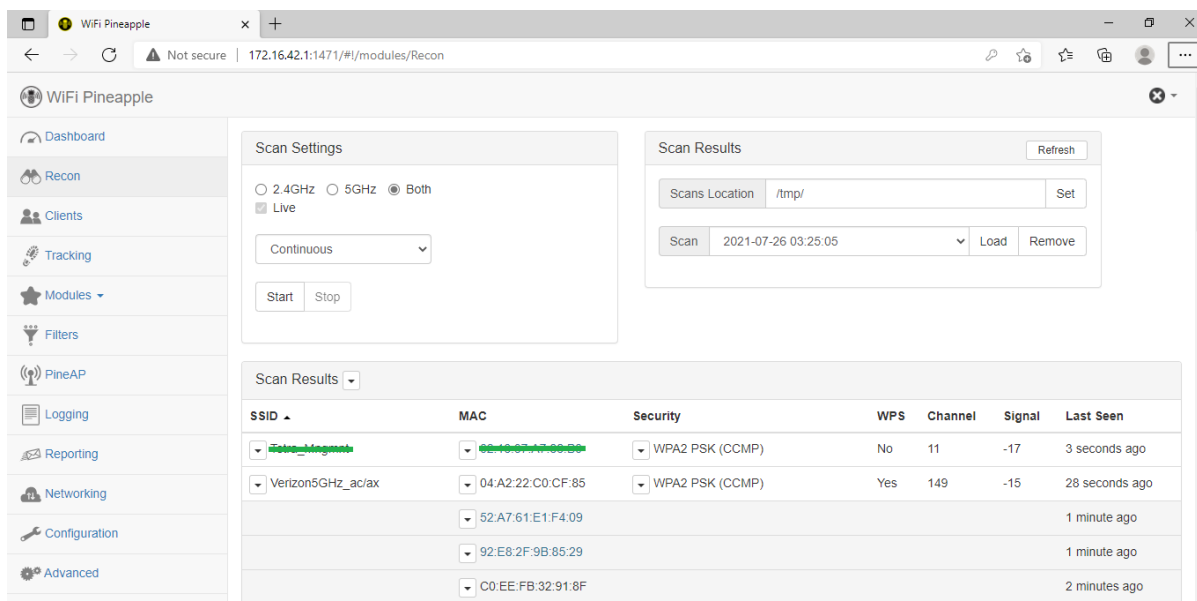 WiFi Pineapple
Not secure 172.16.42.1:1471/#!/modules/Recon
WiFi Pineapple
Dashboard
Recon
Clients
Tracking
Modules
Filters
PineAP
Logging
Reporting
Networking
Configuration
Advanced
Scan Settings
2.4GHz 5GHz Both
Live
Continuous
Start Stop
Scan Results Refresh
Scans Location /tmp/ Set
Scan 2021-07-26 03:25:05 Load Remove
Scan Results
SSID MAC Security WPS Channel Signal Last Seen
WPA2 PSK (CCMP) No 11 -17 3 seconds ago
Verizon5GHz_ac/ax 04:A2:22:C0:CF:85 WPA2 PSK (CCMP) Yes 149 -15 28 seconds ago
52:A7:61:E1:F4:09 1 minute ago
92:E8:2F:9B:85:29 1 minute ago
C0:EE:FB:32:91:8F 2 minutes ago